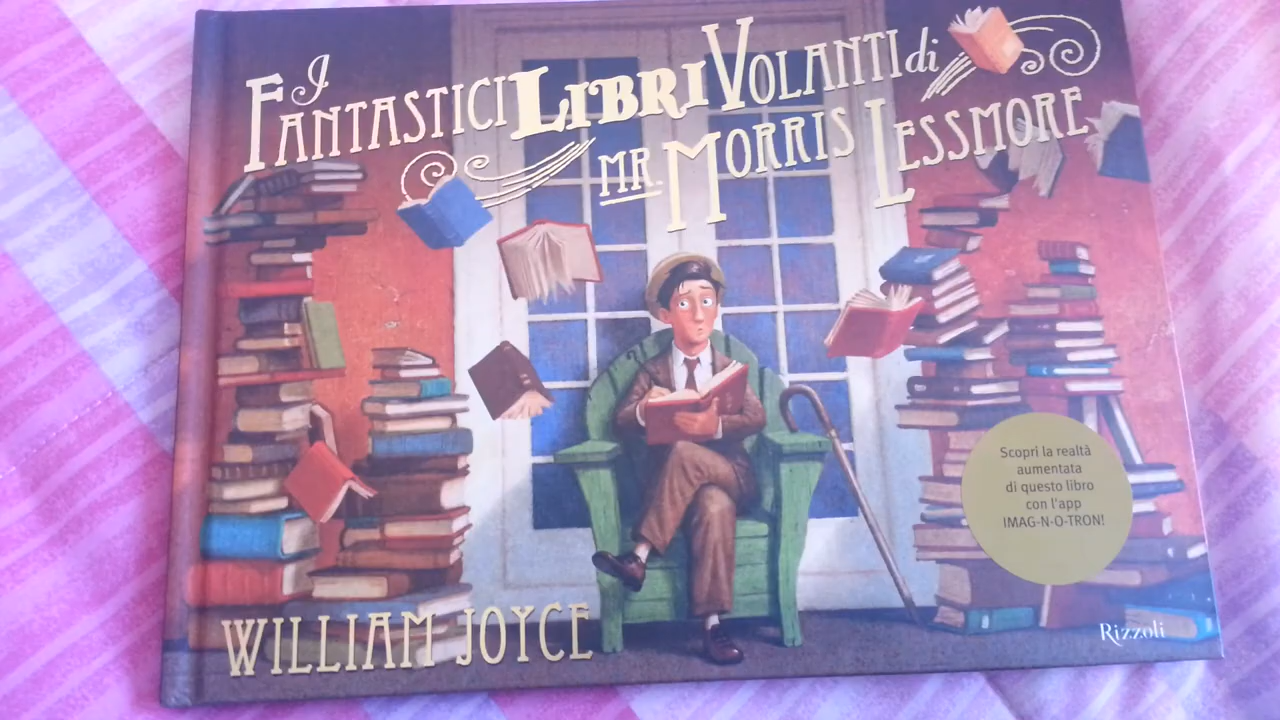 I
FANTASTICI LIBRI VOLANTI di
MR. MORRIS LESSMORE
Scopri la realtà
aumentata
di questo libro
con l'app
IMAG-N-O-TRON!
WILLIAM JOYCE
Rizzoli